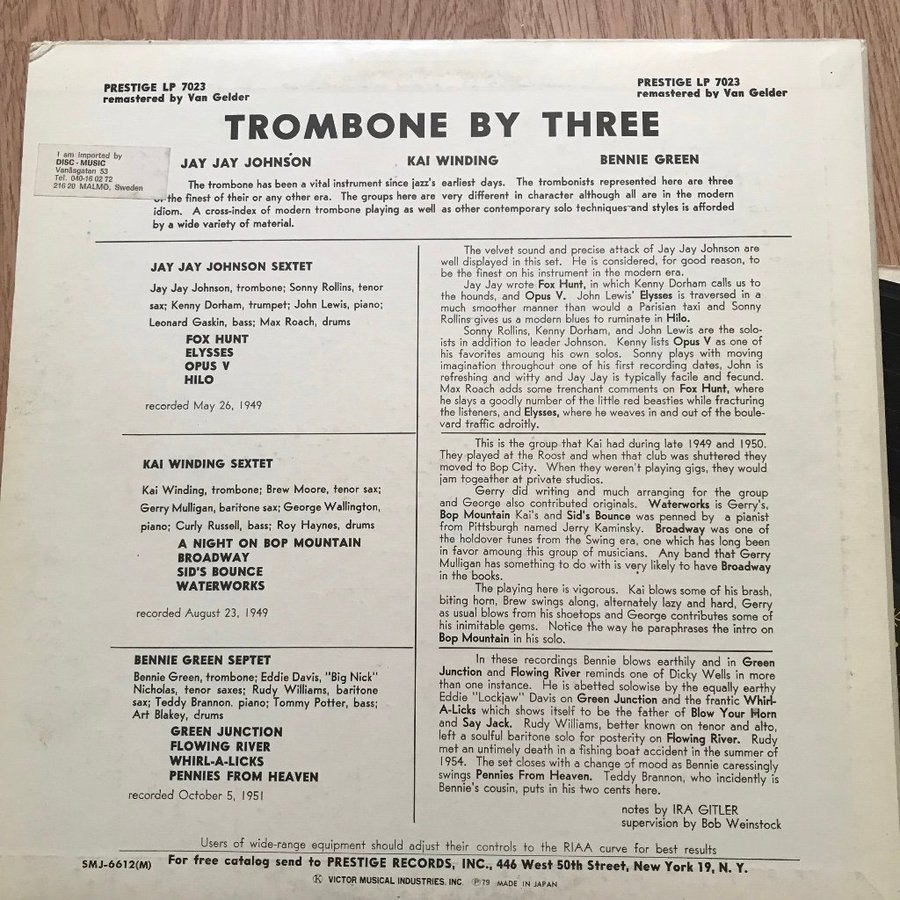 PRESTIGE LP 7023
remastered by Van Gelder
PRESTIGE LP 7023
remastered by Van Gelder
TROMBONE BY THREE
I am imported by
DISC - MUSIC
Vanåsgatan 53
Tel. 040-16 02 72
216 20 MALMÖ, Sweden
JAY JAY JOHNSON KAI WINDING BENNIE GREEN
The trombone has been a vital instrument since jazz's earliest days. The trombonists represented here are three
of the finest of their or any other era. The groups here are very different in character although all are in the modern
idiom. A cross-index of modern trombone playing as well as other contemporary solo techniques and styles is afforded
by a wide variety of material.
JAY JAY JOHNSON SEXTET
Jay Jay Johnson, trombone; Sonny Rollins, tenor
sax; Kenny Dorham, trumpet; John Lewis, piano;
Leonard Gaskin, bass; Max Roach, drums
FOX HUNT
ELYSSES
OPUS V
HILO
recorded May 26, 1949
The velvet sound and precise attack of Jay Jay Johnson are
well displayed in this set. He is considered, for good reason, to
be the finest on his instrument in the modern era.
Jay Jay wrote Fox Hunt, in which Kenny Dorham calls us to
the hounds, and Opus V. John Lewis' Elysses is traversed in a
much smoother manner than would a Parisian taxi and Sonny
Rollins gives us a modern blues to ruminate in Hilo.
Sonny Rollins, Kenny Dorham, and John Lewis are the solo-
ists in addition to leader Johnson. Kenny lists Opus V as one of
his favorites amoung his own solos. Sonny plays with moving
imagination throughout one of his first recording dates, John is
refreshing and witty and Jay Jay is typically facile and fecund.
Max Roach adds some trenchant comments on Fox Hunt, where
he slays a goodly number of the little red beasties while fracturing
the listeners, and Elysses, where he weaves in and out of the boule-
vard traffic adroitly.
KAI WINDING SEXTET
Kai Winding, trombone; Brew Moore, tenor sax;
Gerry Mulligan, baritone sax; George Wallington,
piano; Curly Russell, bass; Roy Haynes, drums
A NIGHT ON BOP MOUNTAIN
BROADWAY
SID'S BOUNCE
WATERWORKS
recorded August 23, 1949
This is the group that Kai had during late 1949 and 1950.
They played at the Roost and when that club was shuttered they
moved to Bop City. When they weren't playing gigs, they would
jam togeather at private studios.
Gerry did writing and much arranging for the group
and George also contributed originals. Waterworks is Gerry's,
Bop Mountain Kai's and Sid's Bounce was penned by a pianist
from Pittsburgh named Jerry Kaminsky. Broadway was one of
the holdover tunes from the Swing era, one which has long been
in favor amoung this group of musicians. Any band that Gerry
Mulligan has something to do with is very likely to have Broadway
in the books.
The playing here is vigorous. Kai blows some of his brash,
biting horn, Brew swings along, alternately lazy and hard, Gerry
as usual blows from his shoetops and George contributes some of
his inimitable gems. Notice the way he paraphrases the intro on
Bop Mountain in his solo.
BENNIE GREEN SEPTET
Bennie Green, trombone; Eddie Davis, "Big Nick"
Nicholas, tenor saxes; Rudy Williams, baritone
sax; Teddy Brannon. piano; Tommy Potter, bass;
Art Blakey, drums
GREEN JUNCTION
FLOWING RIVER
WHIRL-A-LICKS
PENNIES FROM HEAVEN
recorded October 5, 1951
In these recordings Bennie blows earthily and in Green
Junction and Flowing River reminds one of Dicky Wells in more
than one instance. He is abetted solowise by the equally earthy
Eddie "Lockjaw" Davis on Green Junction and the frantic Whirl-
A-Licks which shows itself to be the father of Blow Your Horn
and Say Jack. Rudy Williams, better known on tenor and alto,
left a soulful baritone solo for posterity on Flowing River. Rudy
met an untimely death in a fishing boat accident in the summer of
1954. The set closes with a change of mood as Bennie caressingly
swings Pennies From Heaven. Teddy Brannon, who incidently is
Bennie's cousin, puts in his two cents here.
notes by IRA GITLER
supervision by Bob Weinstock
Users of wide-range equipment should adjust their controls to the RIAA curve for best results
SMJ-6612(M) For free catalog send to PRESTIGE RECORDS, INC., 446 West 50th Street, New York 19, N. Y.
Ⓚ VICTOR MUSICAL INDUSTRIES. INC. ℗79 MADE IN JAPAN